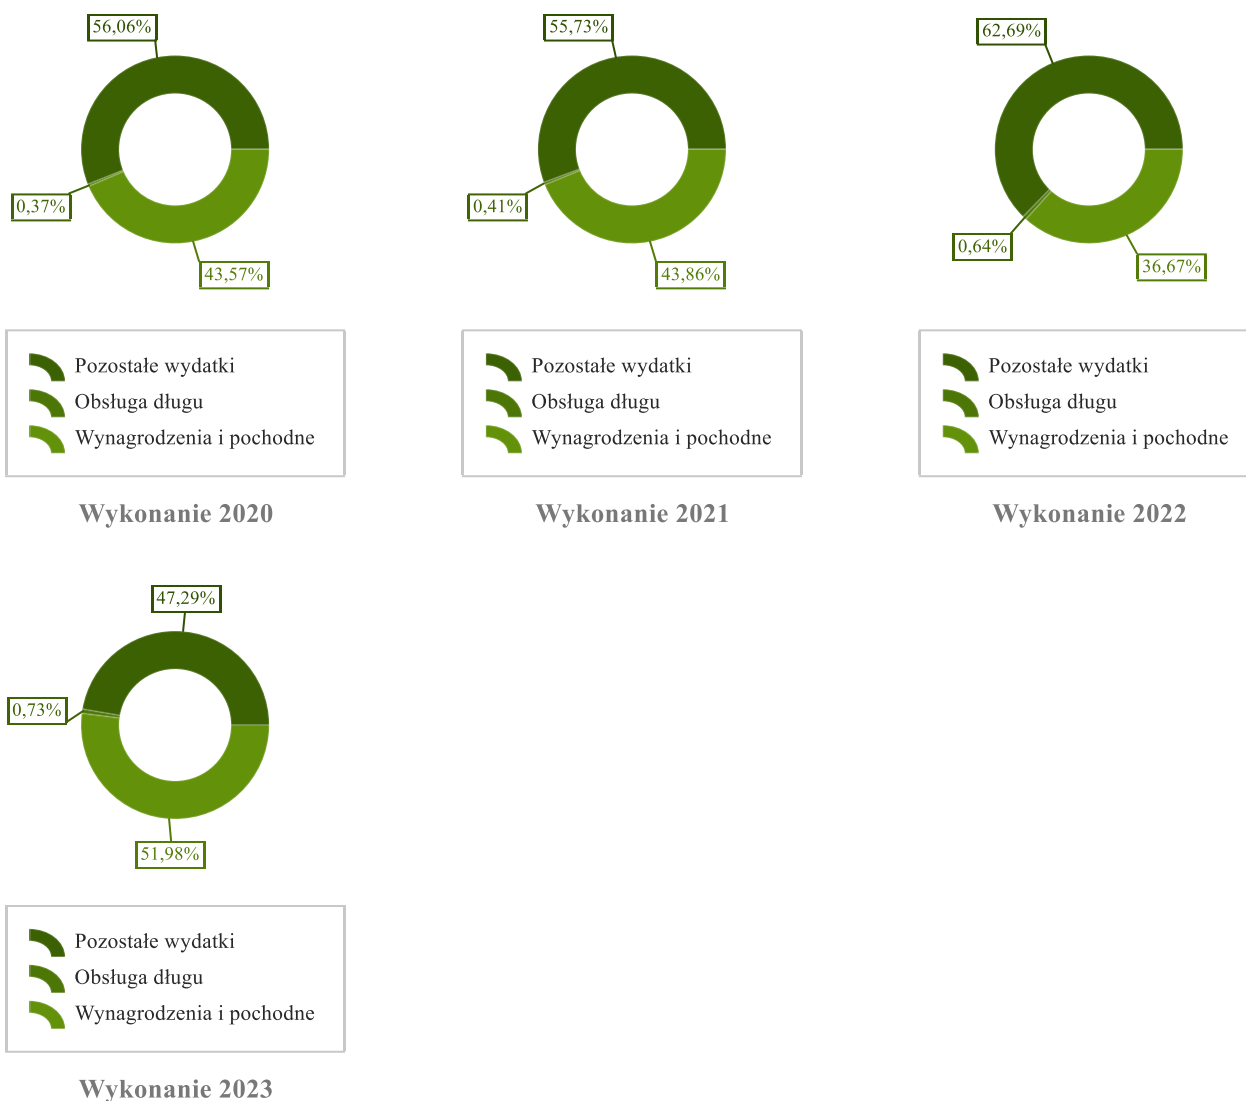 56,06%
0,37%
43,57%
Pozostałe wydatki
Obsługa długu
Wynagrodzenia i pochodne
Wykonanie 2020
55,73%
0,41%
43,86%
Pozostałe wydatki
Obsługa długu
Wynagrodzenia i pochodne
Wykonanie 2021
62,69%
0,64%
36,67%
Pozostałe wydatki
Obsługa długu
Wynagrodzenia i pochodne
Wykonanie 2022
47,29%
0,73%
51,98%
Pozostałe wydatki
Obsługa długu
Wynagrodzenia i pochodne
Wykonanie 2023